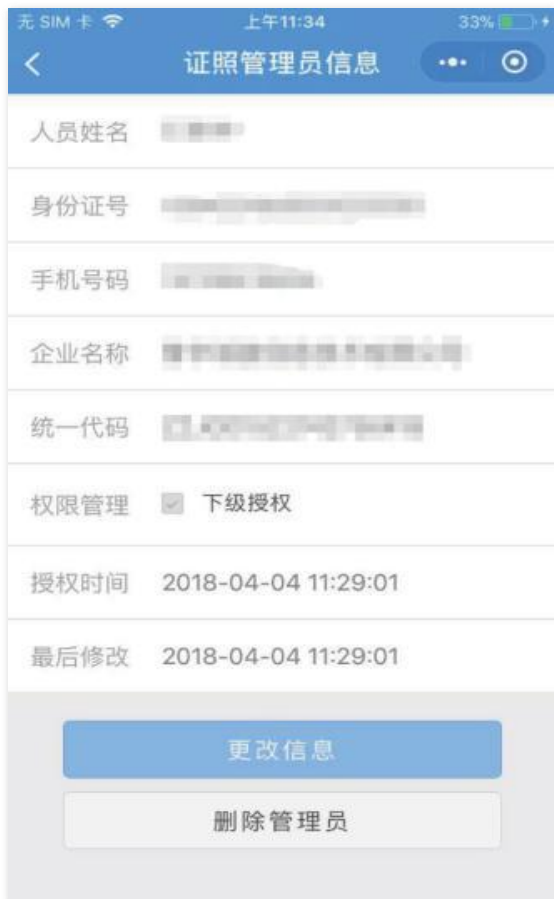 无 SIM 卡 上午11:34 33%
证照管理员信息
人员姓名
身份证号
手机号码
企业名称
统一代码
权限管理 下级授权
授权时间 2018-04-04 11:29:01
最后修改 2018-04-04 11:29:01
更改信息
删除管理员